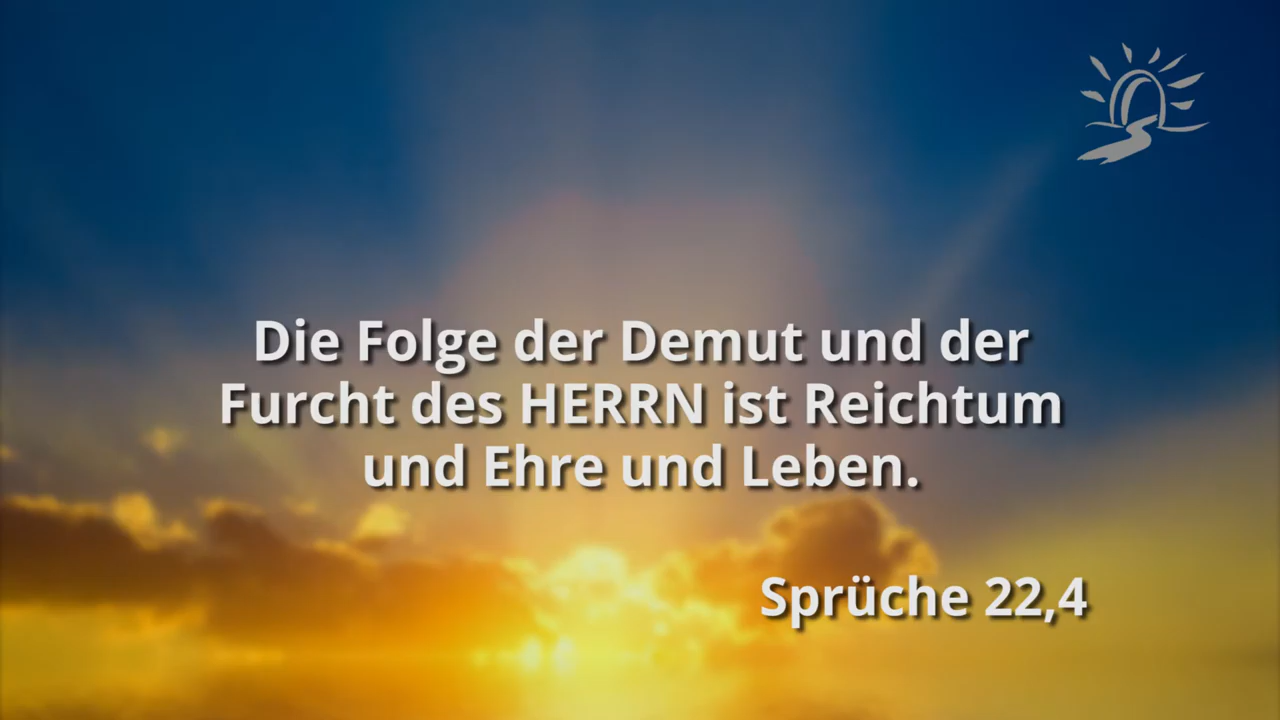 Die Folge der Demut und der
Furcht des HERRN ist Reichtum
und Ehre und Leben.
Sprüche 22,4